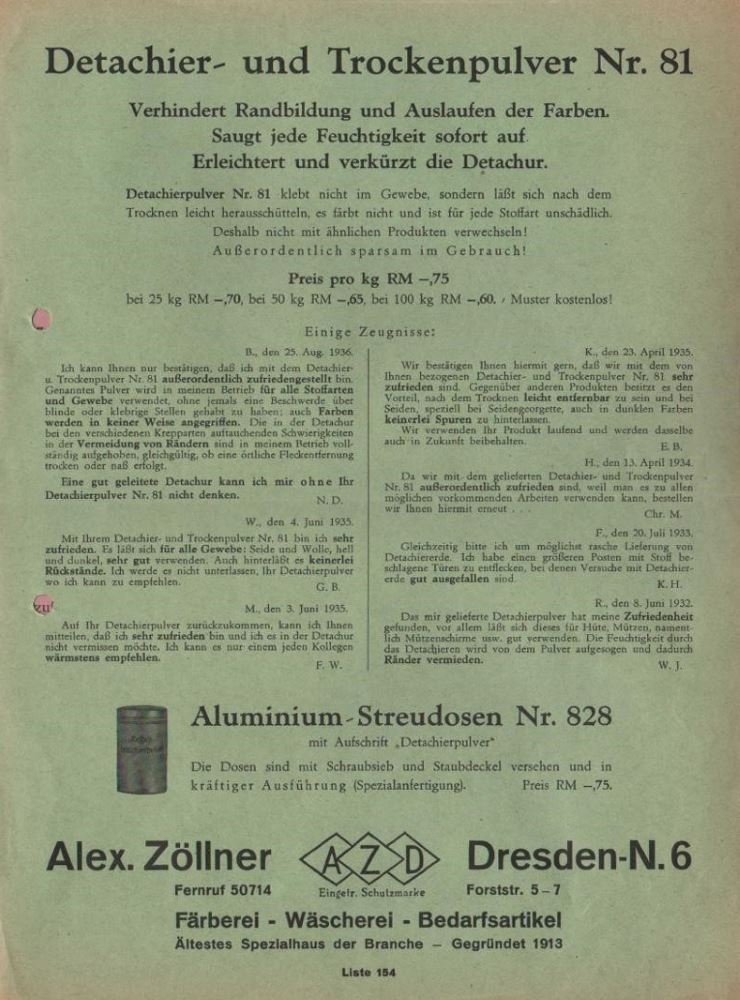 Detachier- und Trockenpulver Nr. 81
Verhindert Randbildung und Auslaufen der Farben.
Saugt jede Feuchtigkeit sofort auf.
Erleichtert und verkürzt die Detachur.
Detachierpulver Nr. 81 klebt nicht im Gewebe, sondern läßt sich nach dem
Trocknen leicht herausschütteln, es färbt nicht und ist für jede Stoffart unschädlich.
Deshalb nicht mit ähnlichen Produkten verwechseln!
Außerordentlich sparsam im Gebrauch!
Preis pro kg RM –,75
bei 25 kg RM –,70, bei 50 kg RM –,65, bei 100 kg RM –,60. / Muster kostenlos!
Einige Zeugnisse:
B., den 25. Aug. 1936.
Ich kann Ihnen nur bestätigen, daß ich mit dem Detachier-
u. Trockenpulver Nr. 81 außerordentlich zufriedengestellt bin.
Genanntes Pulver wird in meinem Betrieb für alle Stoffarten
und Gewebe verwendet, ohne jemals eine Beschwerde über
blinde oder klebrige Stellen gehabt zu haben; auch Farben
werden in keiner Weise angegriffen. Die in der Detachur
bei den verschiedenen Krepparten auftauchenden Schwierigkeiten
in der Vermeidung von Rändern sind in meinem Betrieb voll-
ständig aufgehoben, gleichgültig, ob eine örtliche Fleckentfernung
trocken oder naß erfolgt.
Eine gut geleitete Detachur kann ich mir ohne Ihr
Detachierpulver Nr. 81 nicht denken.
N. D.
W., den 4. Juni 1935.
Mit Ihrem Detachier- und Trockenpulver Nr. 81 bin ich sehr
zufrieden. Es läßt sich für alle Gewebe: Seide und Wolle, hell
und dunkel, sehr gut verwenden. Auch hinterläßt es keinerlei
Rückstände. Ich werde es nicht unterlassen, Ihr Detachierpulver
wo ich kann zu empfehlen.
G. B.
M., den 3. Juni 1935.
Auf Ihr Detachierpulver zurückzukommen, kann ich Ihnen
mitteilen, daß ich sehr zufrieden bin und ich es in der Detachur
nicht vermissen möchte. Ich kann es nur einem jeden Kollegen
wärmstens empfehlen.
F. W.
K., den 23. April 1935.
Wir bestätigen Ihnen hiermit gern, daß wir mit dem von
Ihnen bezogenen Detachier- und Trockenpulver Nr. 81 sehr
zufrieden sind. Gegenüber anderen Produkten besitzt es den
Vorteil, nach dem Trocknen leicht entfernbar zu sein und bei
Seiden, speziell bei Seidengeorgette, auch in dunklen Farben
keinerlei Spuren zu hinterlassen.
Wir verwenden Ihr Produkt laufend und werden dasselbe
auch in Zukunft beibehalten.
E. B.
H., den 13. April 1934.
Da wir mit dem gelieferten Detachier- und Trockenpulver
Nr. 81 außerordentlich zufrieden sind, weil man es zu allen
möglichen vorkommenden Arbeiten verwenden kann, bestellen
wir Ihnen hiermit erneut . . .
Chr. M.
F., den 20. Juli 1933.
Gleichzeitig bitte ich um möglichst rasche Lieferung von
Detachiererde. Ich habe einen größeren Posten mit Stoff be-
schlagene Türen zu entflecken, bei denen Versuche mit Detachier-
erde gut ausgefallen sind.
K. H.
R., den 8. Juni 1932.
Das mir gelieferte Detachierpulver hat meine Zufriedenheit
gefunden, vor allem läßt sich dieses für Hüte, Mützen, nament-
lich Mützenschirme usw. gut verwenden. Die Feuchtigkeit durch
das Detachieren wird von dem Pulver aufgesogen und dadurch
Ränder vermieden.
W. J.
Aluminium-Streudosen Nr. 828
mit Aufschrift „Detachierpulver“
Die Dosen sind mit Schraubsieb und Staubdeckel versehen und in
kräftiger Ausführung (Spezialanfertigung). Preis RM –,75.
Alex. Zöllner AZD Dresden-N. 6
Fernruf 50714 Eingetr. Schutzmarke Forststr. 5–7
Färberei - Wäscherei - Bedarfsartikel
Ältestes Spezialhaus der Branche – Gegründet 1913
Liste 154